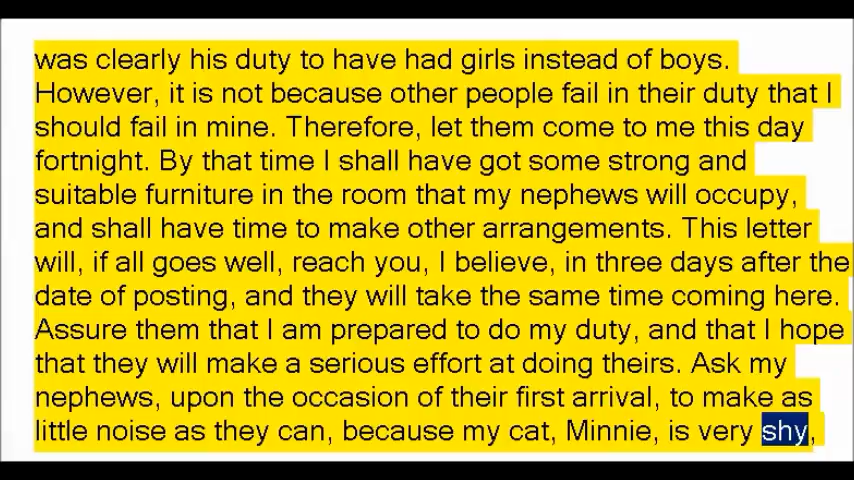 was clearly his duty to have had girls instead of boys.
However, it is not because other people fail in their duty that I
should fail in mine. Therefore, let them come to me this day
fortnight. By that time I shall have got some strong and
suitable furniture in the room that my nephews will occupy,
and shall have time to make other arrangements. This letter
will, if all goes well, reach you, I believe, in three days after the
date of posting, and they will take the same time coming here.
Assure them that I am prepared to do my duty, and that I hope
that they will make a serious effort at doing theirs. Ask my
nephews, upon the occasion of their first arrival, to make as
little noise as they can, because my cat, Minnie, is very shy,